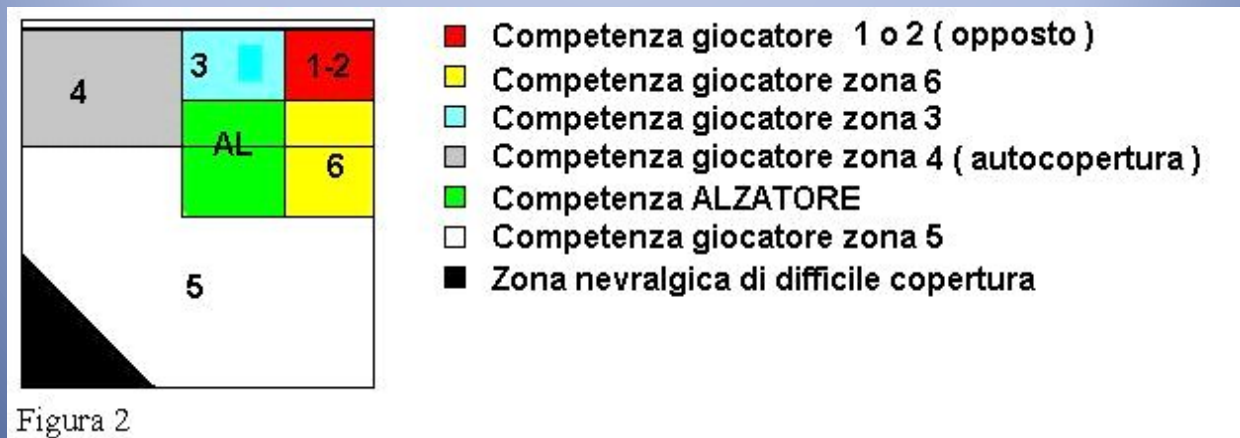 4
3
1-2
AL
6
5
Competenza giocatore 1 o 2 ( opposto )
Competenza giocatore zona 6
Competenza giocatore zona 3
Competenza giocatore zona 4 ( autocopertura )
Competenza ALZATORE
Competenza giocatore zona 5
Zona nevralgica di difficile copertura
Figura 2